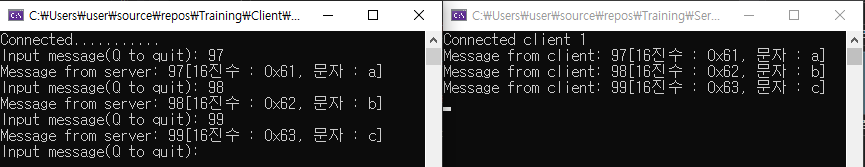 C:₩Users₩user₩source₩repos₩Training₩Client₩...
Connected...........
Input message(Q to quit): 97
Message from server: 97[16진수 : 0x61, 문자 : a]
Input message(Q to quit): 98
Message from server: 98[16진수 : 0x62, 문자 : b]
Input message(Q to quit): 99
Message from server: 99[16진수 : 0x63, 문자 : c]
Input message(Q to quit):
C:₩Users₩user₩source₩repos₩Training₩Ser...
Connected client 1
Message from client: 97[16진수 : 0x61, 문자 : a]
Message from client: 98[16진수 : 0x62, 문자 : b]
Message from client: 99[16진수 : 0x63, 문자 : c]